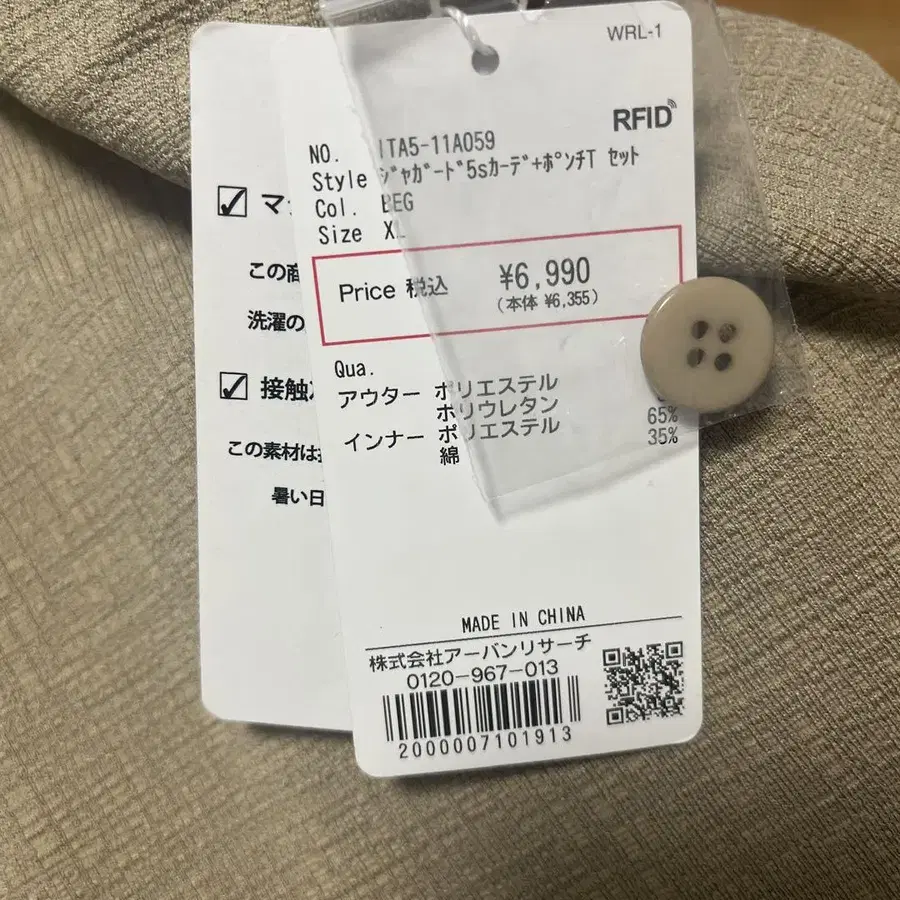 WRL-1
RFID
NO. ITA5-11A059
Style ｼﾞｬｶﾞｰﾄﾞ5sｶｰﾃﾞ+ﾎﾟﾝﾁT ｾｯﾄ
Col. BEG
Size XL
Price 税込 ¥6,990
(本体 ¥6,355)
Qua.
アウター ポリエステル
ポリウレタン
インナー ポリエステル 65%
綿 35%
MADE IN CHINA
株式会社アーバンリサーチ
0120-967-013
2000007101913
☑ マ
この商
洗濯の
☑ 接触
この素材は
暑い日